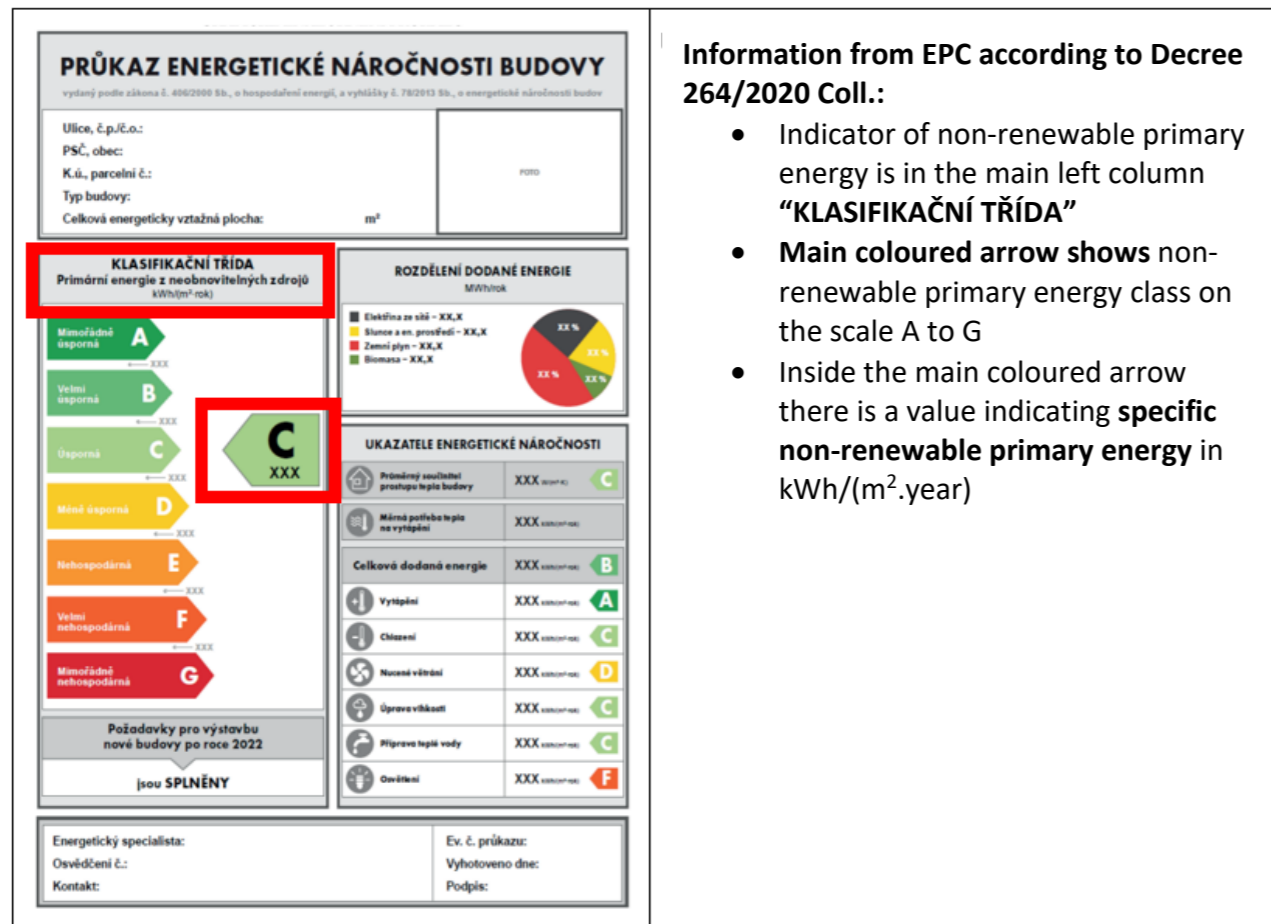 PRŮKAZ ENERGETICKÉ NÁROČNOSTI BUDOVY
vydaný podle zákona č. 406/2000 Sb., o hospodaření energií, a vyhlášky č. 78/2013 Sb., o energetické náročnosti budov
Ulice, č.p./č.o.:
PSČ, obec:
K.ú., parcelní č.:
Typ budovy:
Celková energeticky vztažná plocha: m²
FOTO
KLASIFIKAČNÍ TŘÍDA
Primární energie z neobnovitelných zdrojů
kWh/(m²·rok)
Mimořádně úsporná A
XXX
Velmi úsporná B
XXX
Úsporná C
XXX
Méně úsporná D
XXX
Nehospodárná E
XXX
Velmi nehospodárná F
XXX
Mimořádně nehospodárná G
C
XXX
Požadavky pro výstavbu
nové budovy po roce 2022
jsou SPLNĚNY
ROZDĚLENÍ DODANÉ ENERGIE
MWh/rok
Elektřina ze sítě – XX,X
Slunce a en. prostředí – XX,X
Zemní plyn – XX,X
Biomasa – XX,X
XX %
XX %
XX %
XX %
UKAZATELE ENERGETICKÉ NÁROČNOSTI
Průměrný součinitel
prostupu tepla budovy XXX C
Měrná potřeba tepla
na vytápění XXX
Celková dodaná energie XXX B
Vytápění XXX A
Chlazení XXX C
Nucené větrání XXX D
Úprava vlhkosti XXX C
Příprava teplé vody XXX C
Osvětlení XXX F
Energetický specialista:
Osvědčení č.:
Kontakt:
Ev. č. průkazu:
Vyhotoveno dne:
Podpis:
Information from EPC according to Decree
264/2020 Coll.:
• Indicator of non-renewable primary
energy is in the main left column
“KLASIFIKAČNÍ TŘÍDA”
• Main coloured arrow shows non-
renewable primary energy class on
the scale A to G
• Inside the main coloured arrow
there is a value indicating specific
non-renewable primary energy in
kWh/(m².year)